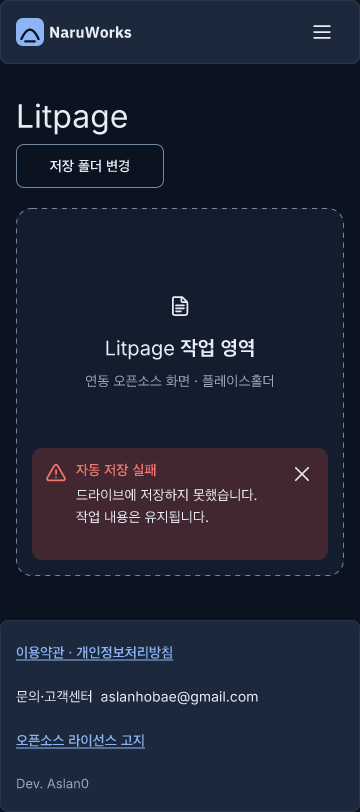 NaruWorks
Litpage
저장 폴더 변경
Litpage 작업 영역
연동 오픈소스 화면 · 플레이스홀더
자동 저장 실패
드라이브에 저장하지 못했습니다.
작업 내용은 유지됩니다.
이용약관 · 개인정보처리방침
문의·고객센터 aslanhobae@gmail.com
오픈소스 라이선스 고지
Dev. Aslan0